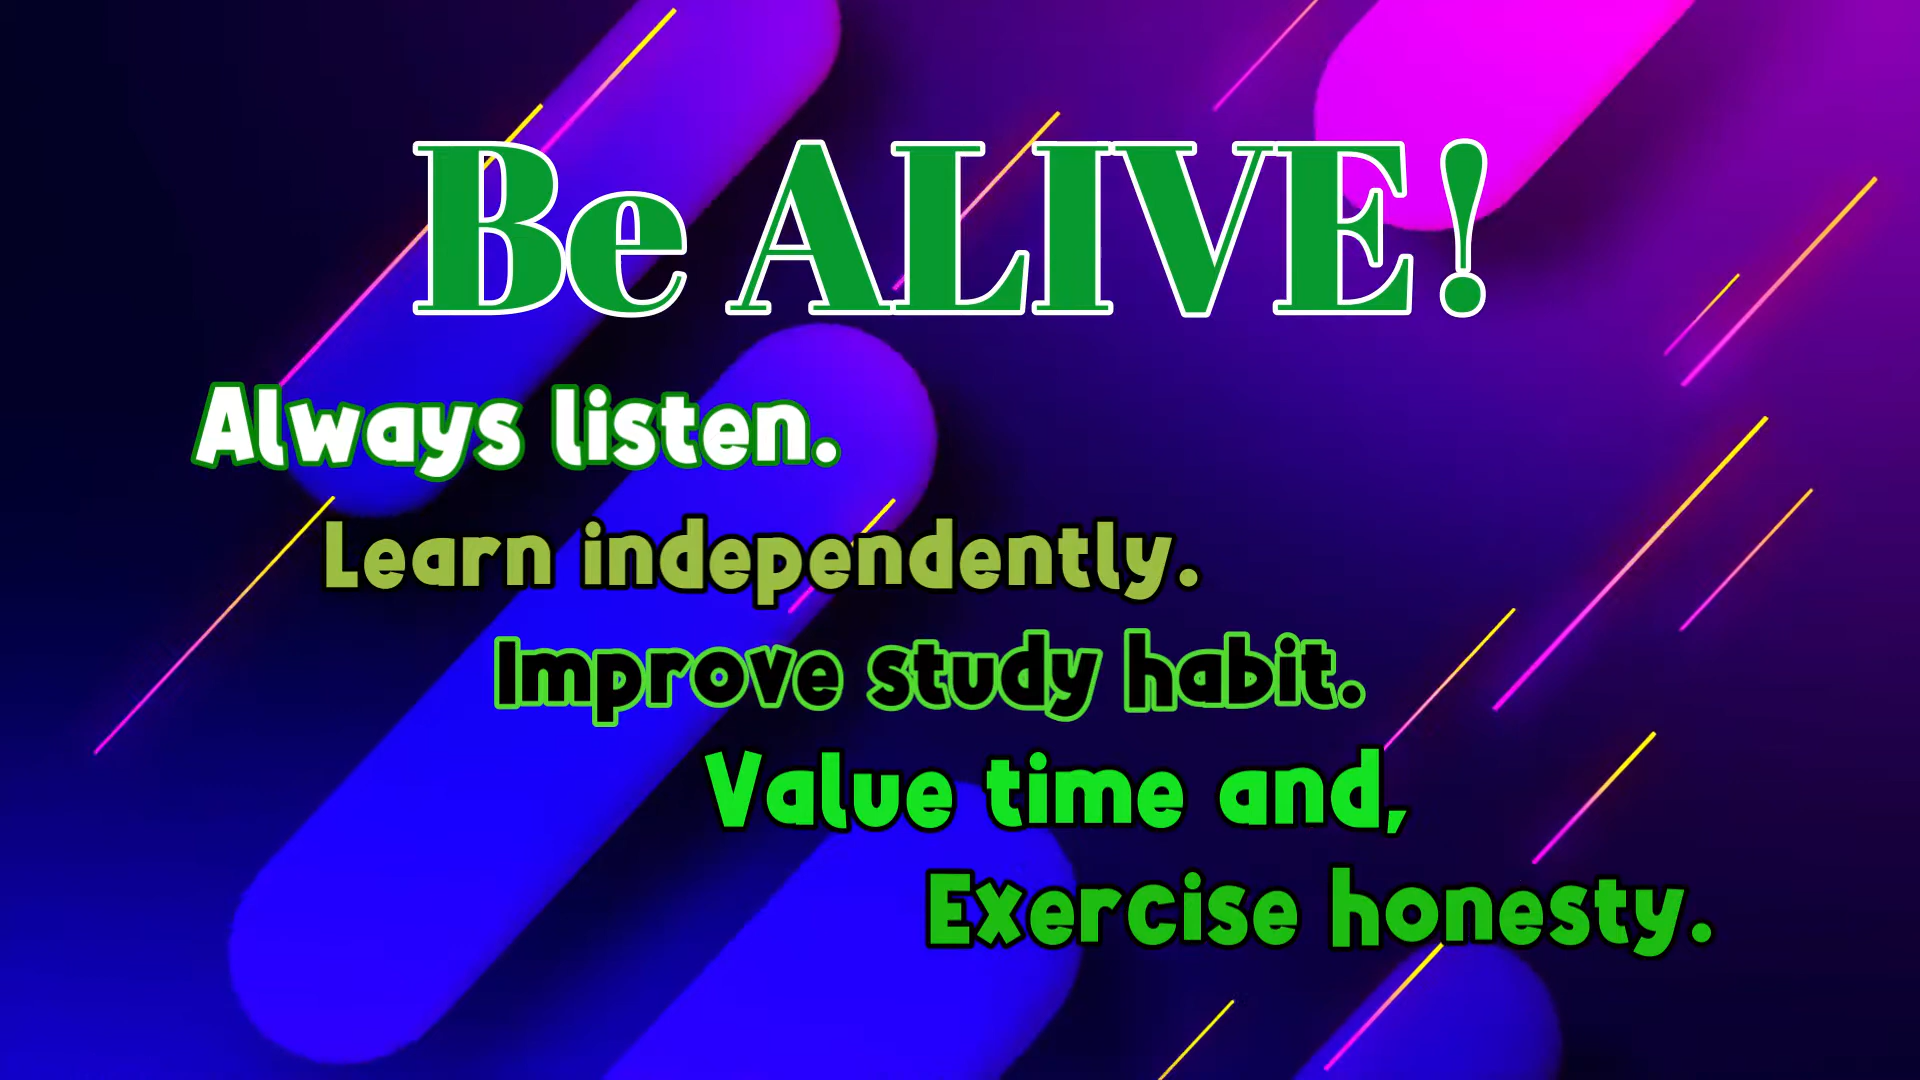 Be ALIVE!
Always listen.
Learn independently.
Improve study habit.
Value time and,
Exercise honesty.